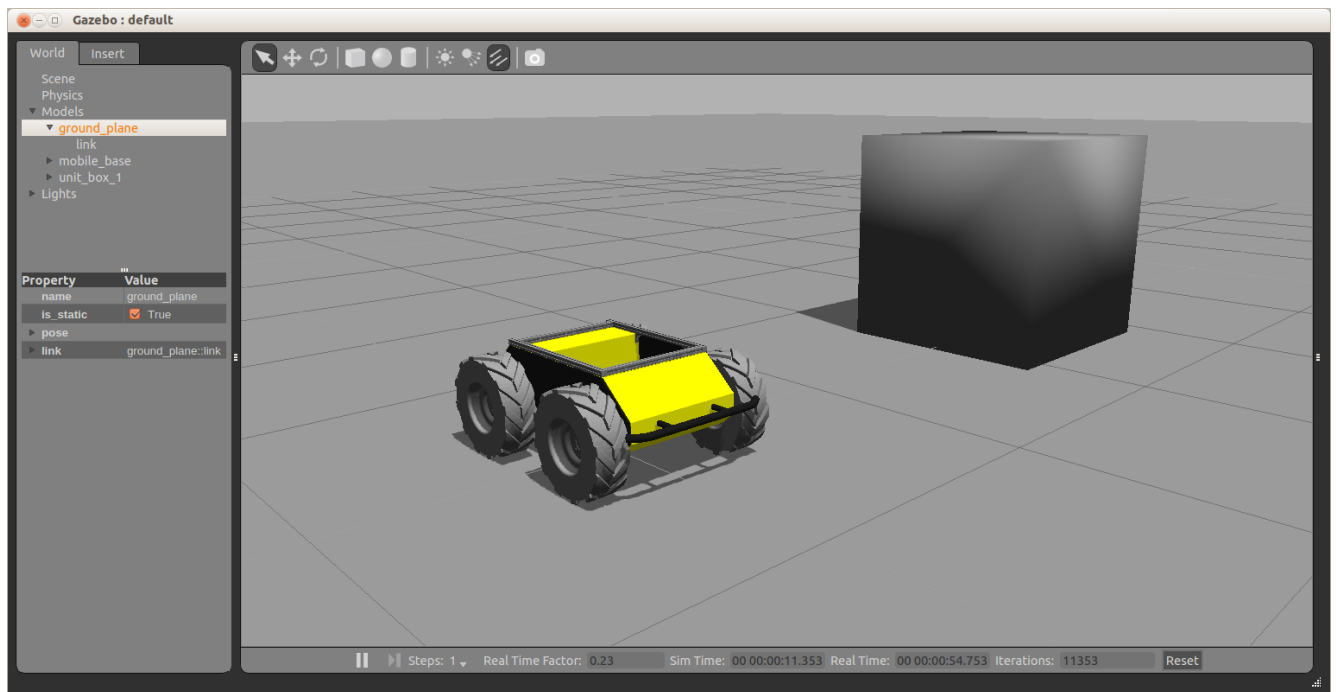 Gazebo : default
World Insert
Scene
Physics
Models
ground_plane
link
mobile_base
unit_box_1
Lights
Property Value
name ground_plane
is_static True
pose
link ground_plane::link
Steps: 1 Real Time Factor: 0.23 Sim Time: 00 00:00:11.353 Real Time: 00 00:00:54.753 Iterations: 11353 Reset